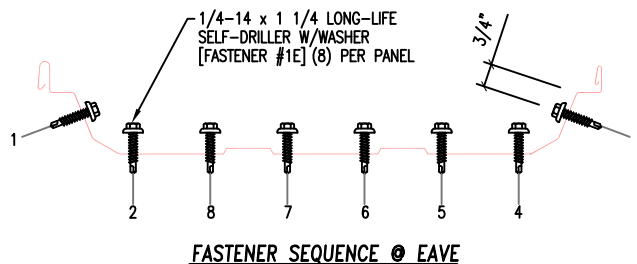 1/4-14 x 1 1/4 LONG-LIFE
SELF-DRILLER W/WASHER
[FASTENER #1E] (8) PER PANEL
3/4"
1
2
8
7
6
5
4
FASTENER SEQUENCE @ EAVE